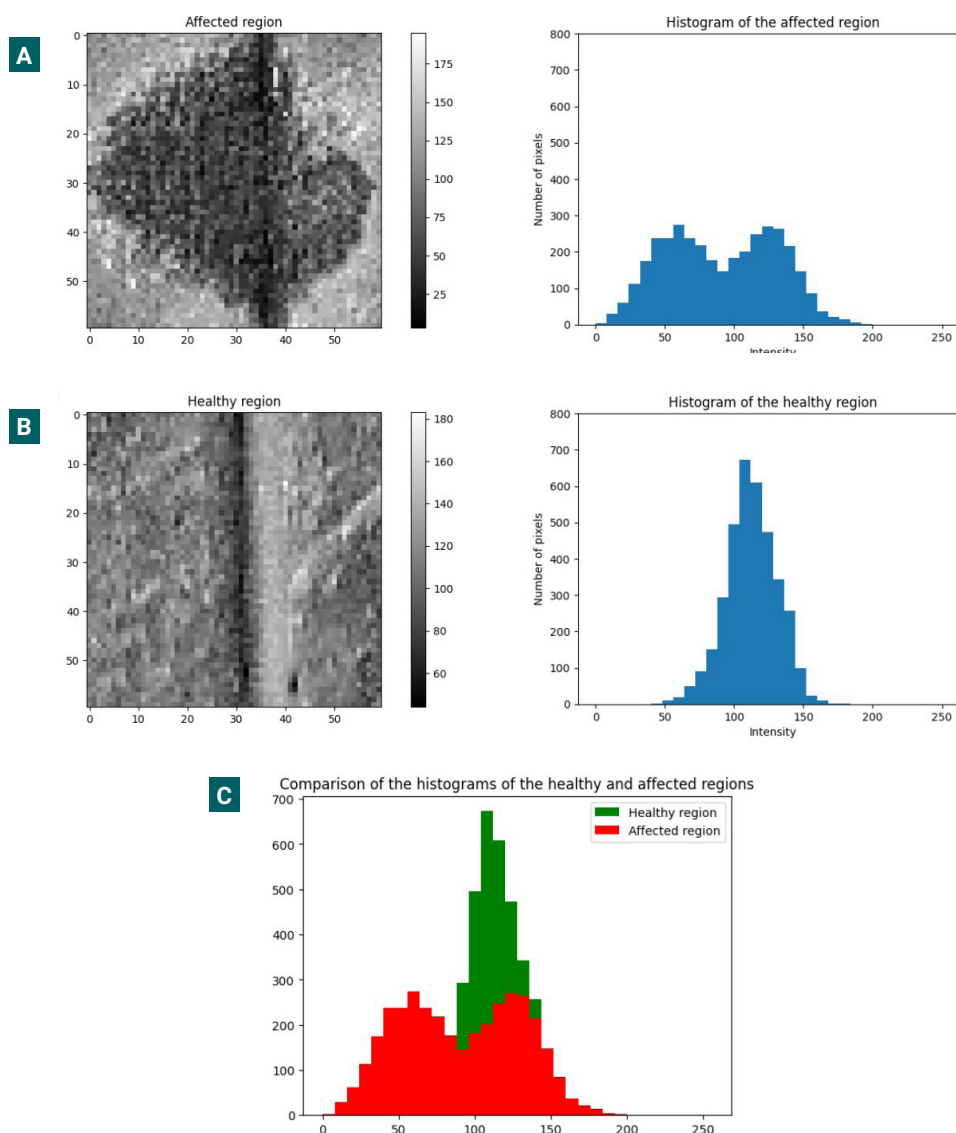 A
Affected region
0
10
20
30
40
50
0 10 20 30 40 50
175
150
125
100
75
50
25
Histogram of the affected region
Number of pixels
800
700
600
500
400
300
200
100
0
0 50 100 150 200 250
Intensity
B
Healthy region
0
10
20
30
40
50
0 10 20 30 40 50
180
160
140
120
100
80
60
Histogram of the healthy region
Number of pixels
800
700
600
500
400
300
200
100
0
0 50 100 150 200 250
Intensity
C
Comparison of the histograms of the healthy and affected regions
700
600
500
400
300
200
100
0
0 50 100 150 200 250
Healthy region
Affected region